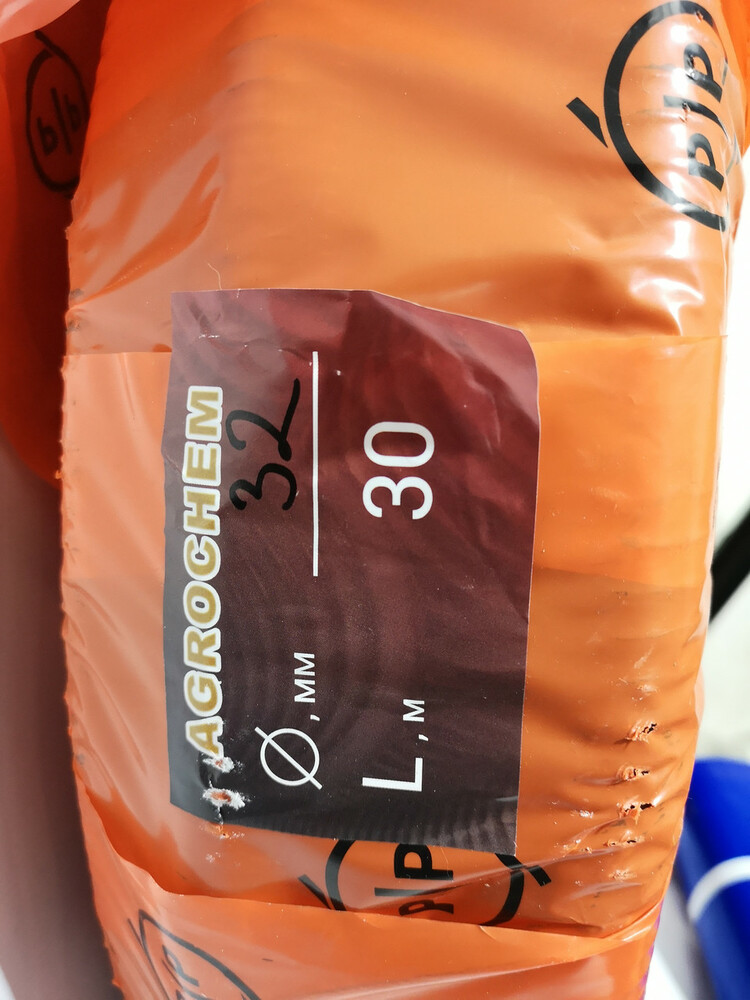 AGROCHEM
Ø, мм 32
L, м 30
p/p
p/p
p/p
p/p